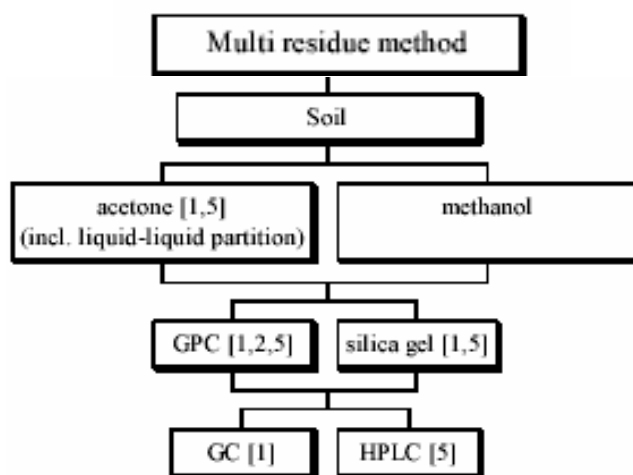 Multi residue method
Soil
acetone [1,5]
(incl. liquid-liquid partition)
methanol
GPC [1,2,5]
silica gel [1,5]
GC [1]
HPLC [5]